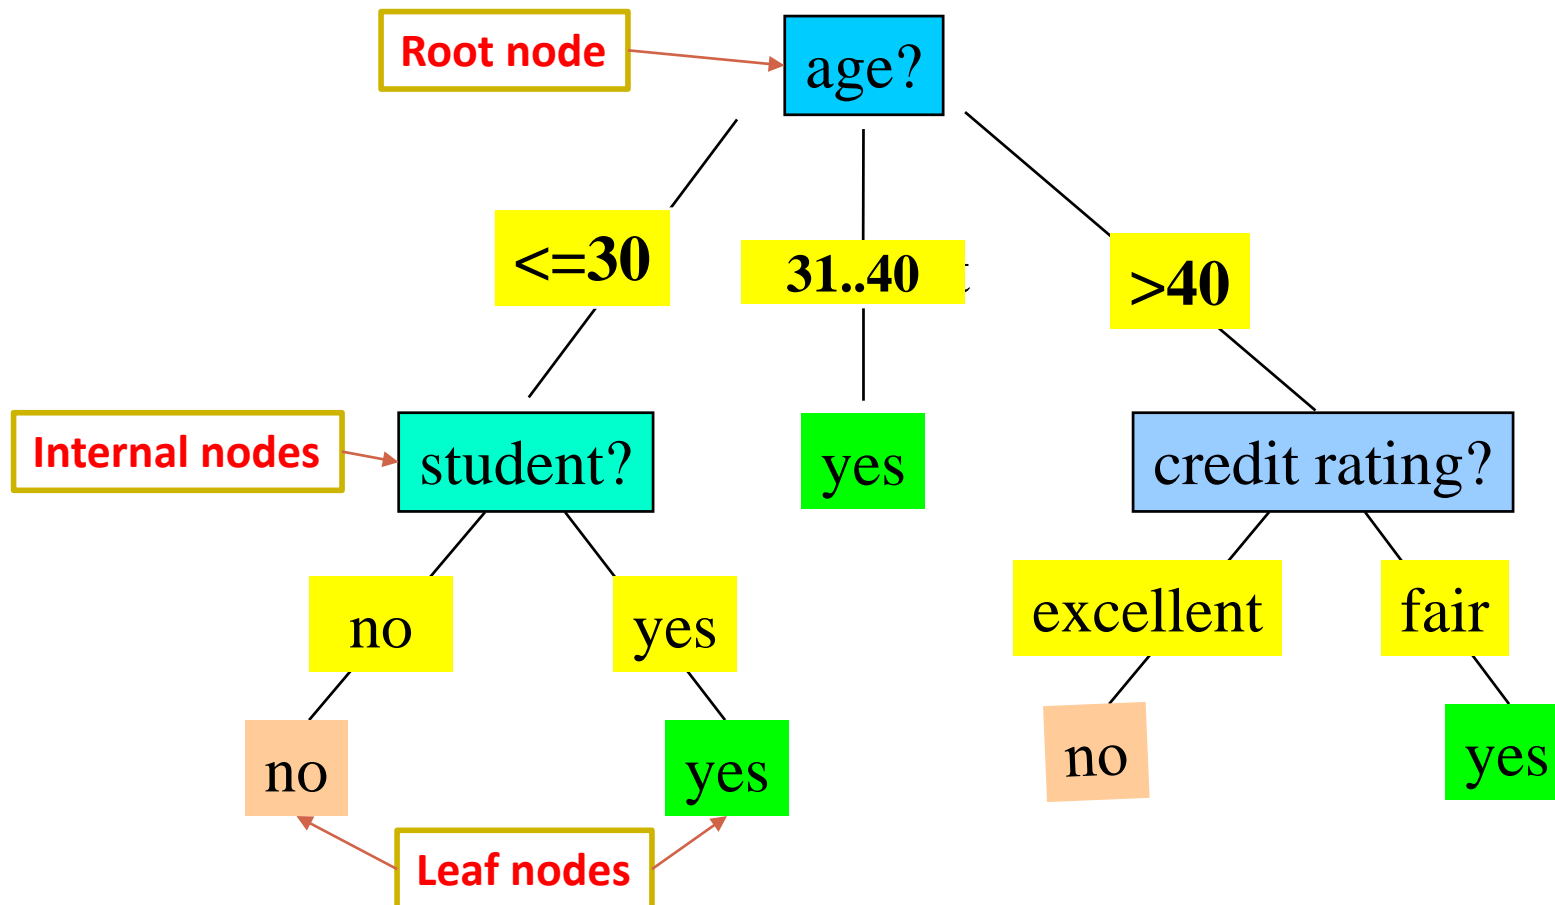 Root node
age?
<=30
31..40
>40
Internal nodes
student?
yes
credit rating?
no
yes
excellent
fair
no
yes
no
yes
Leaf nodes